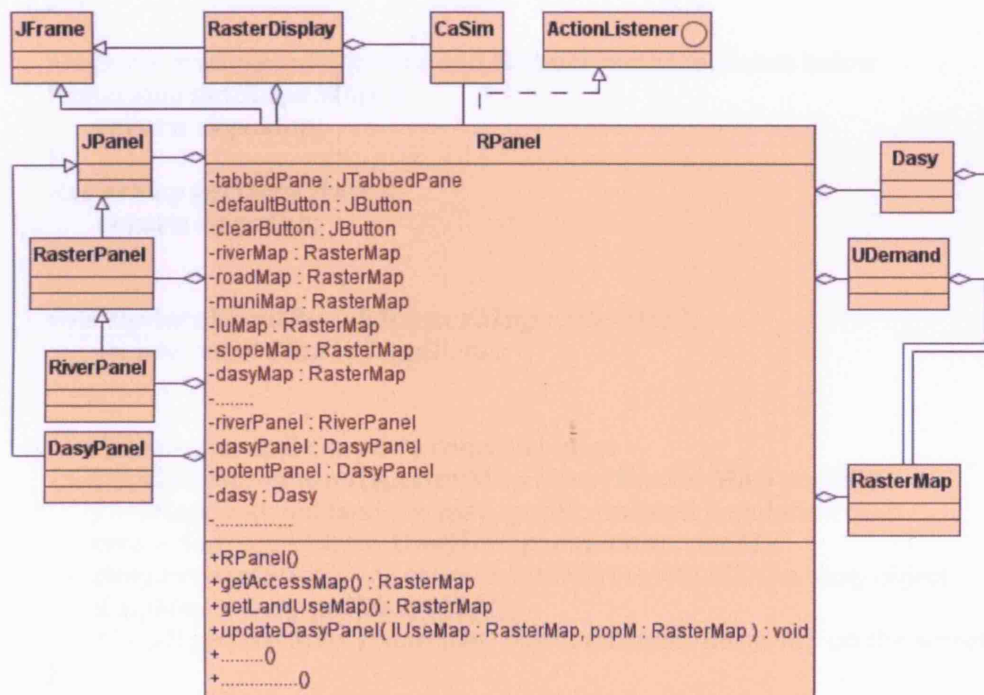 JFrame
RasterDisplay
CaSim
ActionListener
JPanel
RPanel
Dasy
-tabbedPane : JTabbedPane
-defaultButton : JButton
-clearButton : JButton
-riverMap : RasterMap
-roadMap : RasterMap
-muniMap : RasterMap
-luMap : RasterMap
-slopeMap : RasterMap
-dasyMap : RasterMap
-........
-riverPanel : RiverPanel
-dasyPanel : DasyPanel
-potentPanel : DasyPanel
-dasy : Dasy
-................
+RPanel()
+getAccessMap() : RasterMap
+getLandUseMap() : RasterMap
+updateDasyPanel( lUseMap : RasterMap, popM : RasterMap ) : void
+.........()
+................()
RasterPanel
UDemand
RiverPanel
DasyPanel
RasterMap